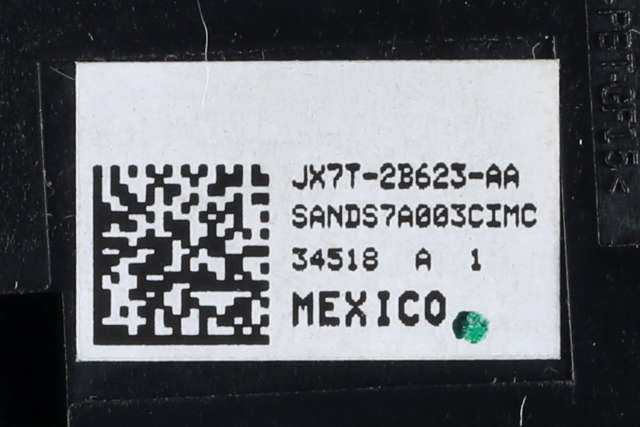 JX7T-2B623-AA
SANDS7A003CIMC
34518 A 1
MEXICO